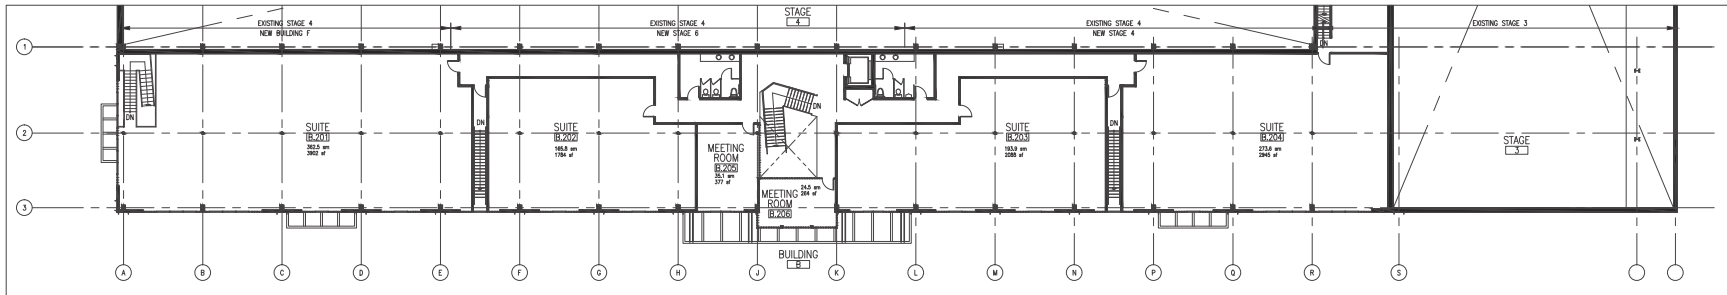 STAGE
4
EXISTING STAGE 4
NEW BUILDING F
EXISTING STAGE 4
NEW STAGE 6
EXISTING STAGE 4
NEW STAGE 4
EXISTING STAGE 3
1
DN
DN
DN
DN
DN
2
SUITE
B.201
362.5 sm
3902 sf
SUITE
B.202
165.8 sm
1784 sf
MEETING
ROOM
B.205
35.1 sm
377 sf
SUITE
B.203
193.9 sm
2088 sf
SUITE
B.204
273.6 sm
2945 sf
STAGE
3
24.5 sm
264 sf
MEETING
ROOM
B.206
3
BUILDING
B
A B C D E F G H J K L M N P Q R S